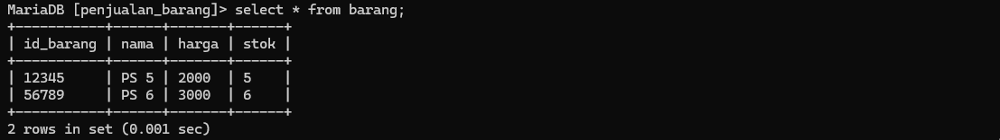 MariaDB [penjualan_barang]> select * from barang;
+-----------+------+-------+------+
| id_barang | nama | harga | stok |
+-----------+------+-------+------+
| 12345     | PS 5 | 2000  | 5    |
| 56789     | PS 6 | 3000  | 6    |
+-----------+------+-------+------+
2 rows in set (0.001 sec)